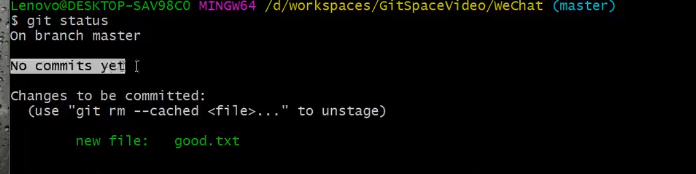 Lenovo@DESKTOP-SAV98C0 MINGW64 /d/workspaces/GitSpaceVideo/WeChat (master)
$ git status
On branch master
No commits yet
Changes to be committed:
  (use "git rm --cached <file>..." to unstage)
        new file:   good.txt